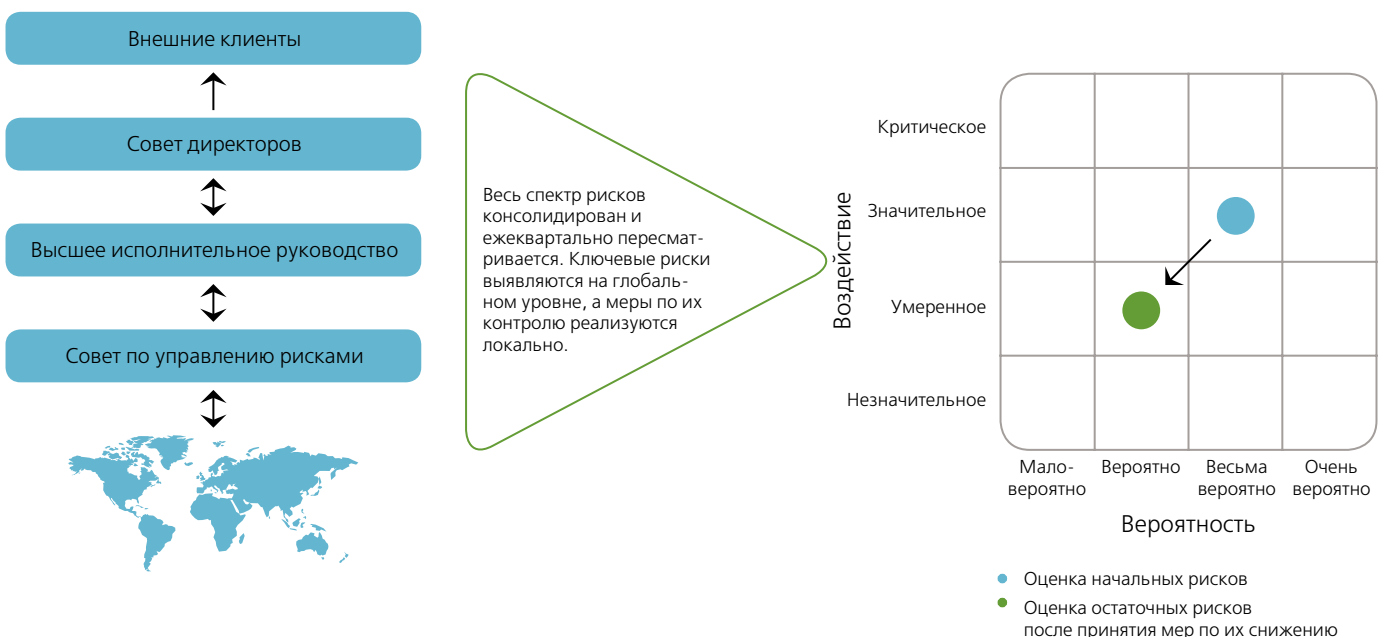 Внешние клиенты
Совет директоров
Высшее исполнительное руководство
Совет по управлению рисками
Весь спектр рисков
консолидирован и
ежеквартально пересмат-
ривается. Ключевые риски
выявляются на глобаль-
ном уровне, а меры по их
контролю реализуются
локально.
Воздействие
Критическое
Значительное
Умеренное
Незначительное
Мало-
вероятно
Вероятно
Весьма
вероятно
Очень
вероятно
Вероятность
Оценка начальных рисков
Оценка остаточных рисков
после принятия мер по их снижению